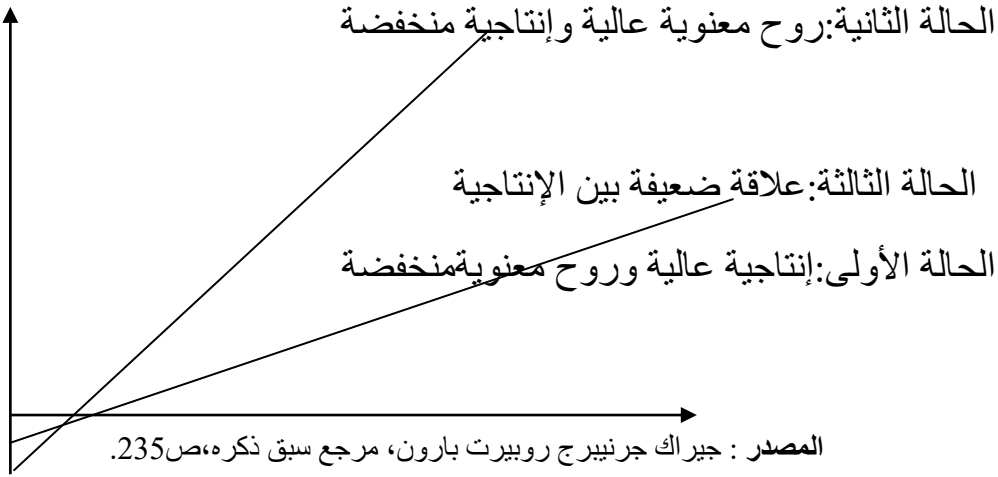 الحالة الثانية:روح معنوية عالية وإنتاجية منخفضة
الحالة الثالثة:علاقة ضعيفة بين الإنتاجية
الحالة الأولى:إنتاجية عالية وروح معنويةمنخفضة
المصدر : جيراك جرنيبرج روبيرت بارون، مرجع سبق ذكره،ص235.